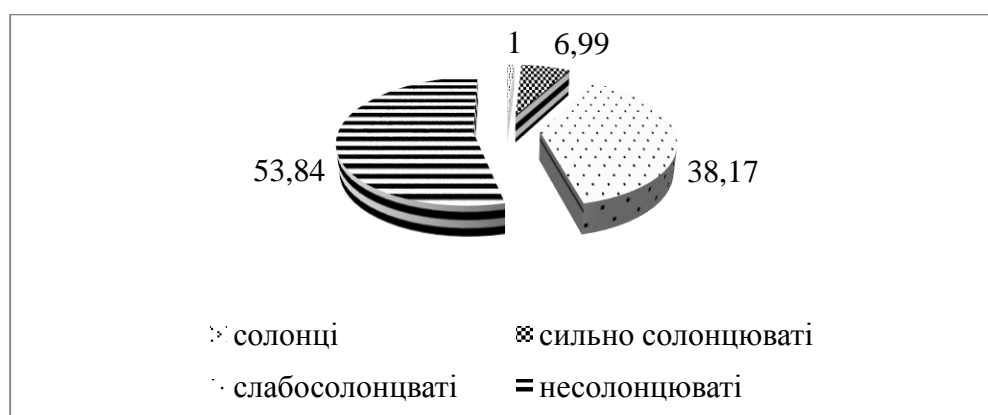 1 6,99
53,84 38,17
солонці сильно солонцюваті
слабосолонцваті несолонцюваті